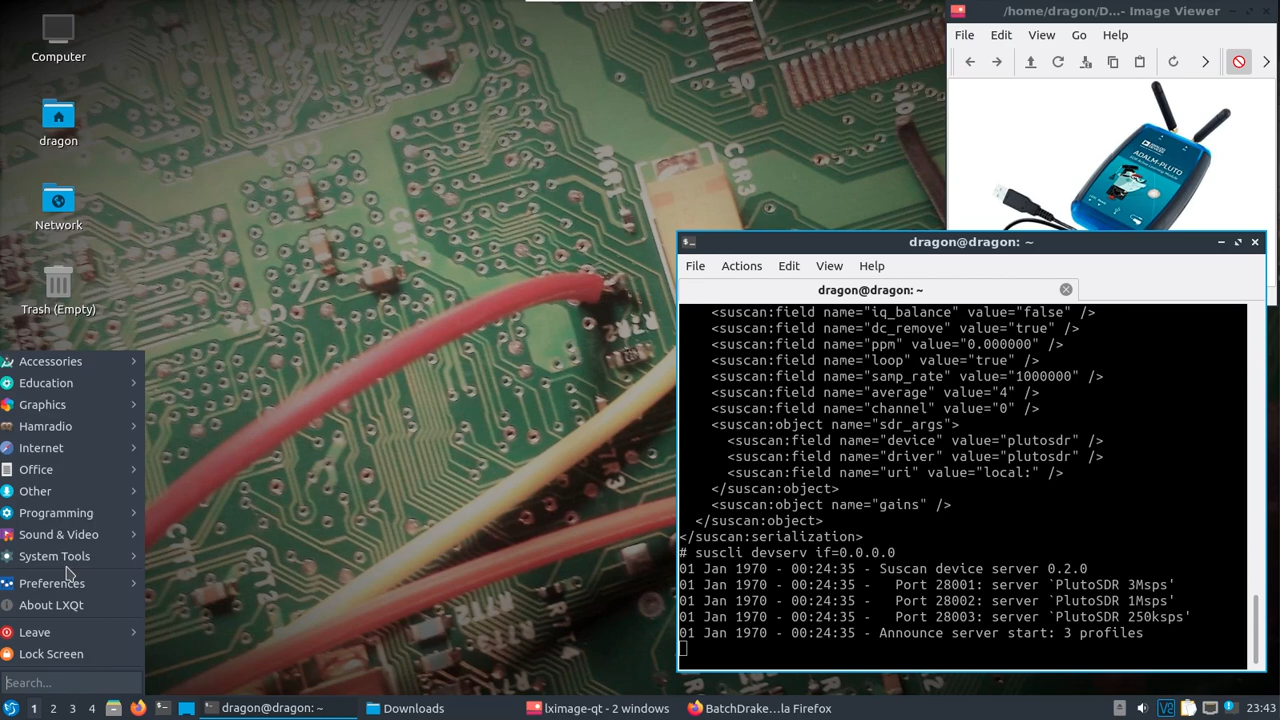 Computer
dragon
Network
Trash (Empty)
Accessories
Education
Graphics
Hamradio
Internet
Office
Other
Programming
Sound & Video
System Tools
Preferences
About LXQt
Leave
Lock Screen
Search...
/home/dragon/D...- Image Viewer
File Edit View Go Help
ADALM-PLUTO
dragon@dragon: ~
File Actions Edit View Help
dragon@dragon: ~
<suscan:field name="iq_balance" value="false" />
<suscan:field name="dc_remove" value="true" />
<suscan:field name="ppm" value="0.000000" />
<suscan:field name="loop" value="true" />
<suscan:field name="samp_rate" value="1000000" />
<suscan:field name="average" value="4" />
<suscan:field name="channel" value="0" />
<suscan:object name="sdr_args">
<suscan:field name="device" value="plutosdr" />
<suscan:field name="driver" value="plutosdr" />
<suscan:field name="uri" value="local:" />
</suscan:object>
<suscan:object name="gains" />
</suscan:object>
</suscan:serialization>
# suscli devserv if=0.0.0.0
01 Jan 1970 - 00:24:35 - Suscan device server 0.2.0
01 Jan 1970 - 00:24:35 -   Port 28001: server `PlutoSDR 3Msps'
01 Jan 1970 - 00:24:35 -   Port 28002: server `PlutoSDR 1Msps'
01 Jan 1970 - 00:24:35 -   Port 28003: server `PlutoSDR 250ksps'
01 Jan 1970 - 00:24:35 - Announce server start: 3 profiles
1 2 3 4 dragon@dragon: ~ Downloads lximage-qt - 2 windows BatchDrake...la Firefox 23:43